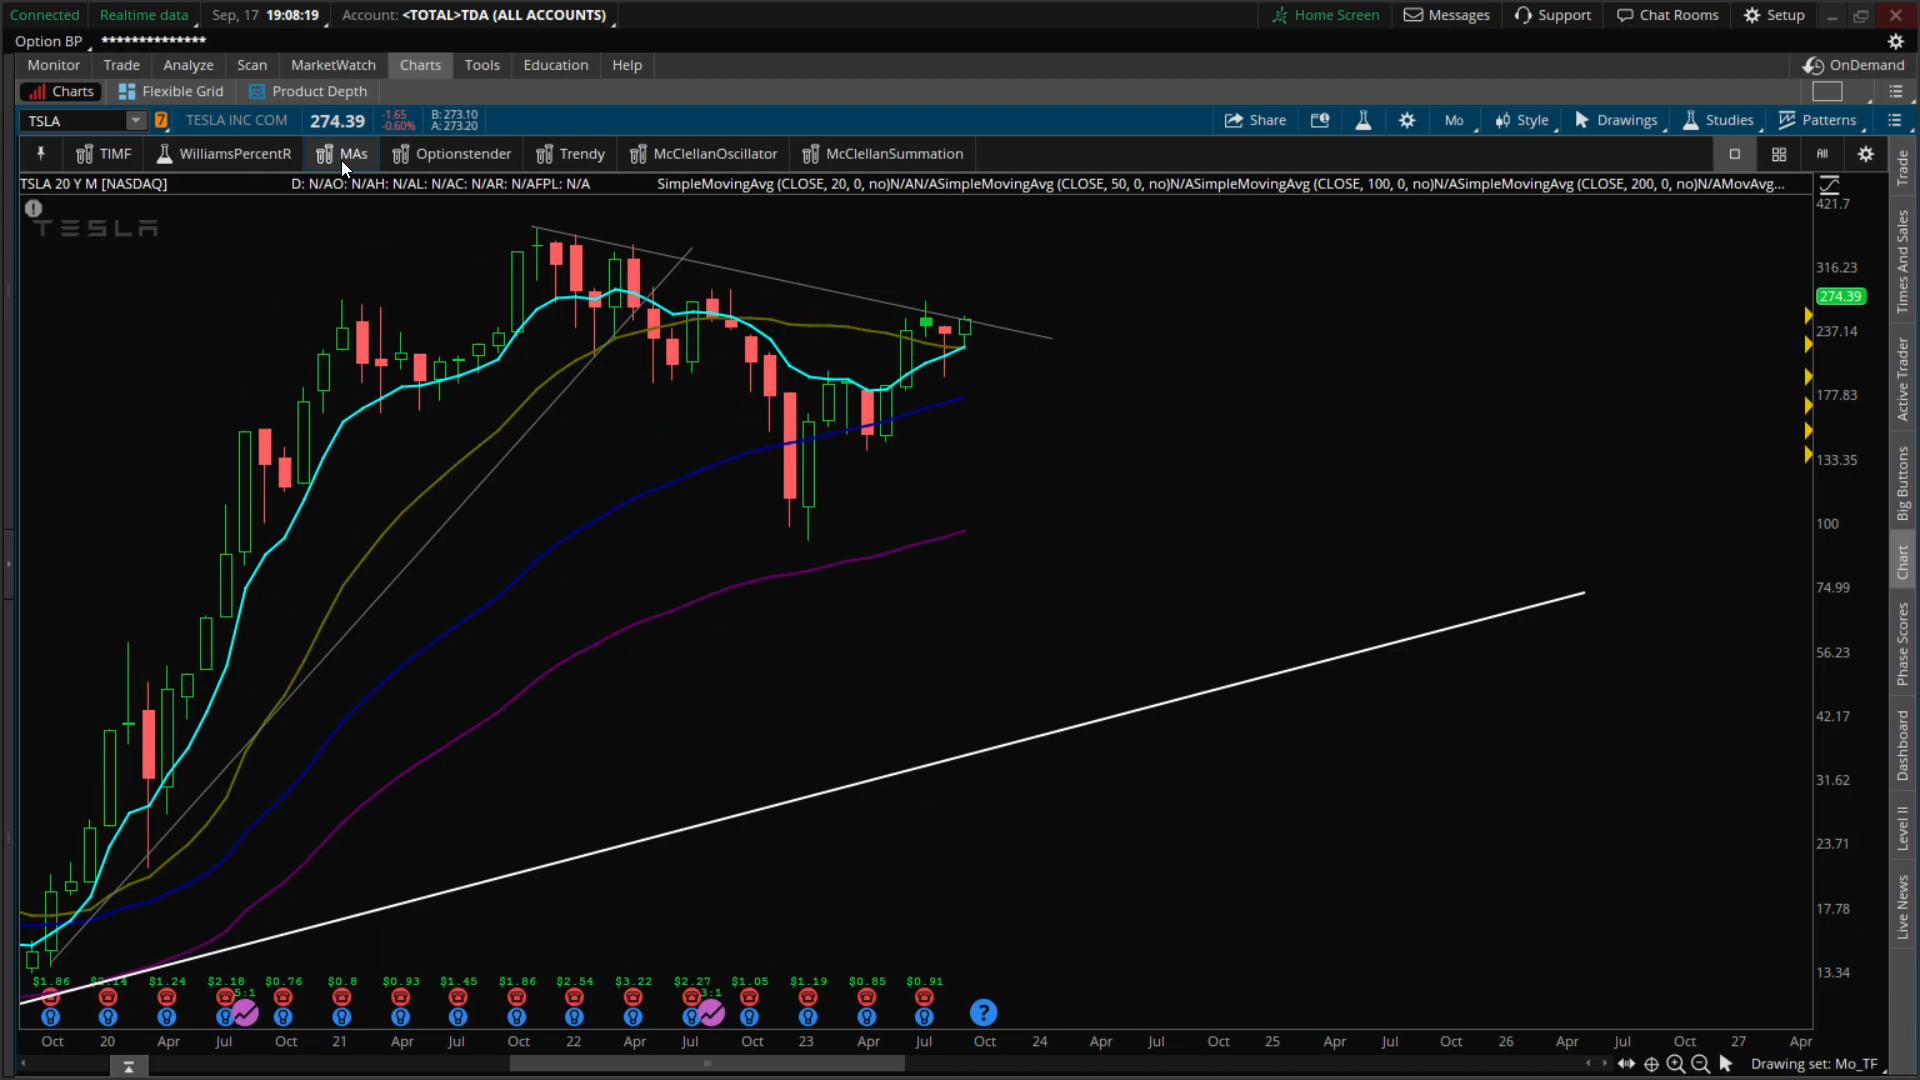 Connected Realtime data Sep, 17 19:08:19 Account: <TOTAL>TDA (ALL ACCOUNTS) Home Screen Messages Support Chat Rooms Setup
Option BP **************
Monitor Trade Analyze Scan MarketWatch Charts Tools Education Help OnDemand
Charts Flexible Grid Product Depth
TSLA 7 TESLA INC COM 274.39 -1.65 -0.60% B: 273.10 A: 273.20 Share Mo Style Drawings Studies Patterns
TIMF WilliamsPercentR MAs Optionstender Trendy McClellanOscillator McClellanSummation All
TSLA 20 Y M [NASDAQ] D: N/AO: N/AH: N/AL: N/AC: N/AR: N/AFPL: N/A SimpleMovingAvg (CLOSE, 20, 0, no)N/AN/ASimpleMovingAvg (CLOSE, 50, 0, no)N/ASimpleMovingAvg (CLOSE, 100, 0, no)N/ASimpleMovingAvg (CLOSE, 200, 0, no)N/AMovAvg...
TESLA
421.7
316.23
274.39
237.14
177.83
133.35
100
74.99
56.23
42.17
31.62
23.71
17.78
13.34
Trade
Times And Sales
Active Trader
Big Buttons
Chart
Phase Scores
Dashboard
Level II
Live News
$1.86 $1.24 $2.18 $0.76 $0.8 $0.93 $1.45 $1.86 $2.54 $3.22 $2.27 $1.05 $1.19 $0.85 $0.91
5:1 3:1
?
Oct 20 Apr Jul Oct 21 Apr Jul Oct 22 Apr Jul Oct 23 Apr Jul Oct 24 Apr Jul Oct 25 Apr Jul Oct 26 Apr Jul Oct 27 Apr
Drawing set: Mo_TF